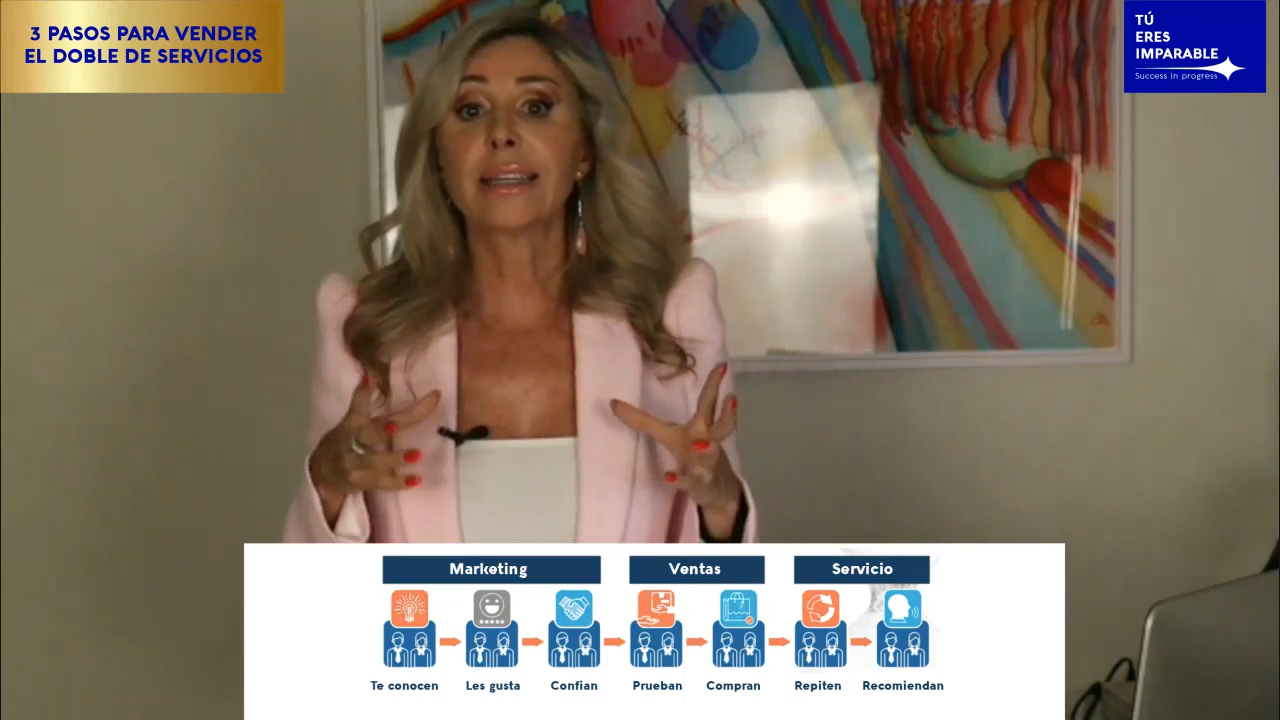 3 PASOS PARA VENDER
EL DOBLE DE SERVICIOS
TÚ
ERES
IMPARABLE
Success in progress
Marketing
Ventas
Servicio
Te conocen
Les gusta
Confían
Prueban
Compran
Repiten
Recomiendan